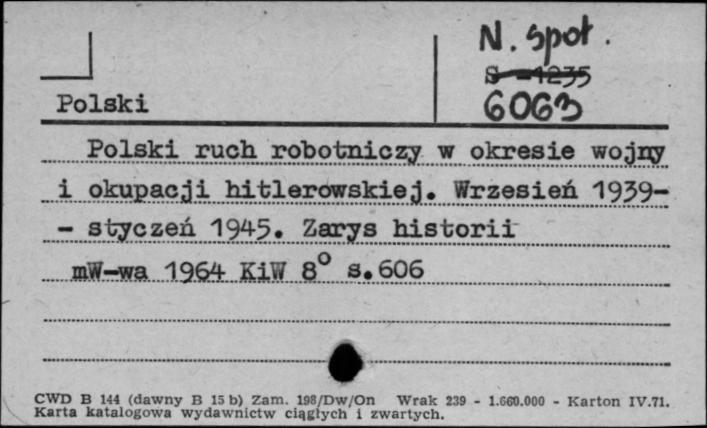 N. społ.
S -1235
6063
Polski
Polski ruch robotniczy w okresie wojny
i okupacji hitlerowskiej. Wrzesień 1939-
- styczeń 1945. Zarys historii
mW-wa 1964 KiW 8° s.606
CWD B 144 (dawny B 15 b) Zam. 198/Dw/On Wrak 239 - 1.660.000 - Karton IV.71.
Karta katalogowa wydawnictw ciągłych i zwartych.